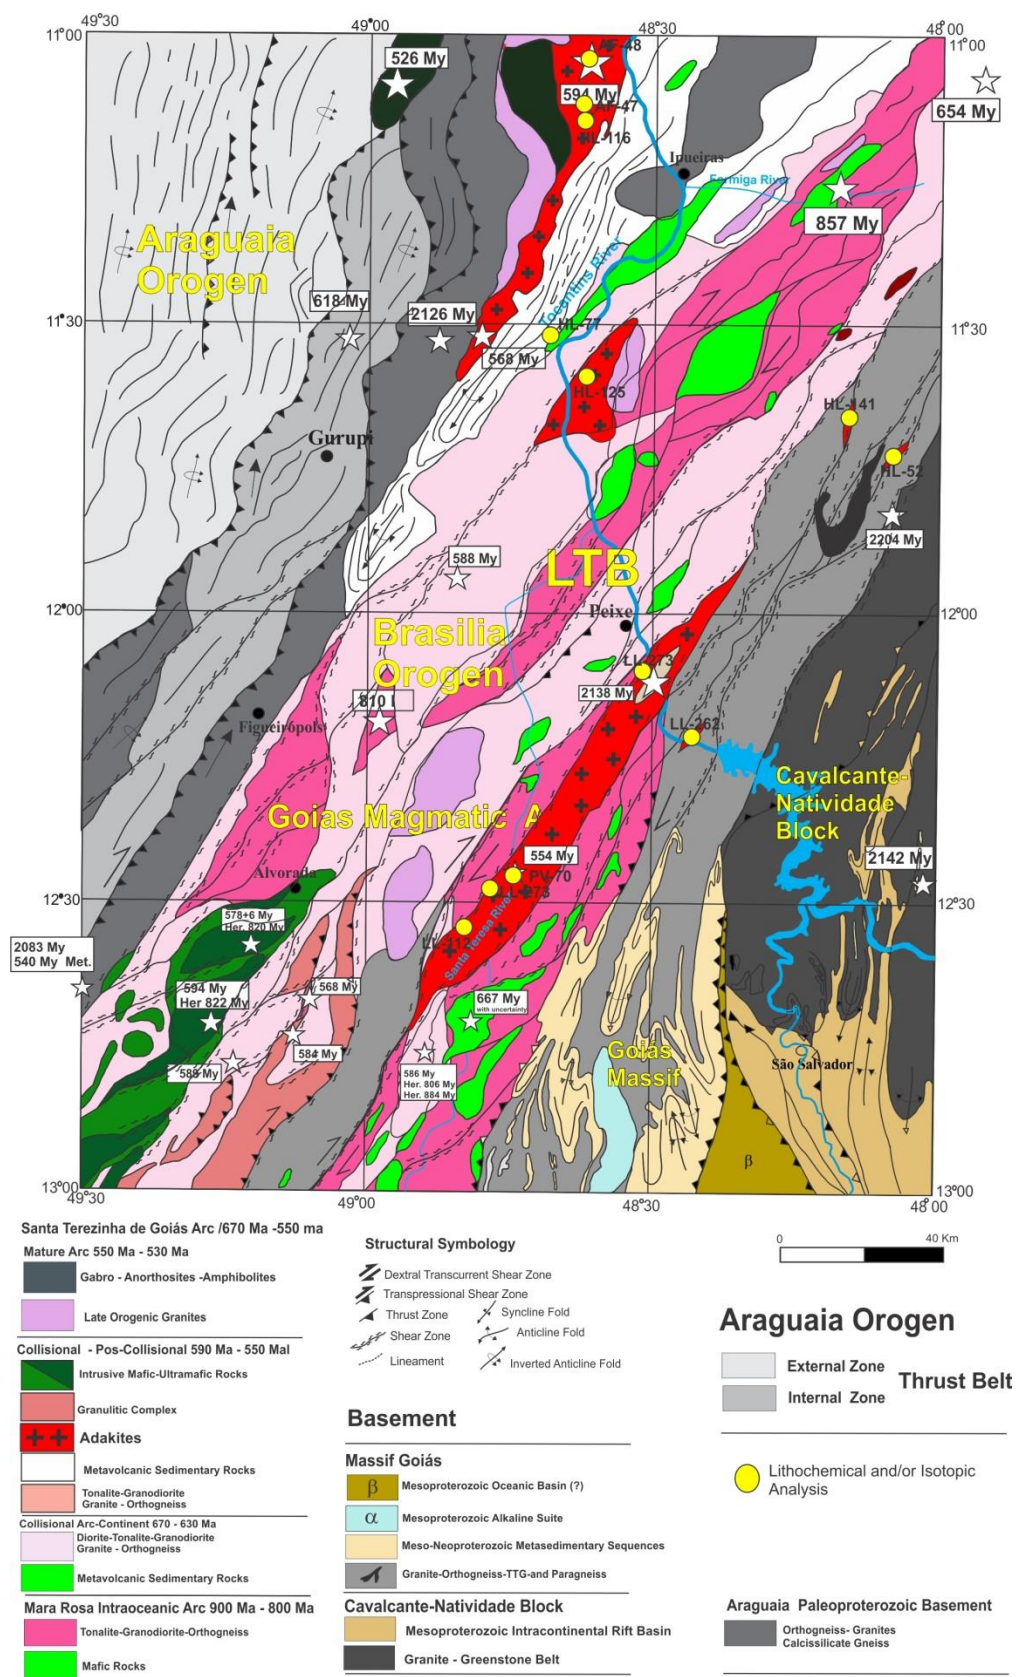 49°30
49°00
48°30
48°00
11°00
11°00
526 My
AF-48
594 My
AF-47
HL-116
654 My
Ipueiras
Formiga River
857 My
Araguaia
Orogen
Tocantins River
618 My
2126 My
11°30
11°30
HL-77
568 My
HL-125
HL-141
Gurupi
HL-52
2204 My
588 My
LTB
12°00
12°00
Peixe
Brasilia
Orogen
LL-273
2138 My
810
Figueirópolis
LL-262
Cavalcante-
Natividade
Block
Goias Magmatic A
554 My
2142 My
PV-70
Alvorada
LL-273
12°30
12°30
578+6 My
Her. 820 My
LL-112
Santa Teresa River
2083 My
540 My Met.
594 My
Her 822 My
568 My
667 My
with uncertainty
584 My
Goiás
Massif
São Salvador
585 My
586 My
Her. 806 My
Her. 884 My
β
13°00
13°00
49°30
49°00
48°30
48°00
Santa Terezinha de Goiás Arc /670 Ma -550 ma
Mature Arc 550 Ma - 530 Ma
Gabro - Anorthosites -Amphibolites
Late Orogenic Granites
Collisional - Pos-Collisional 590 Ma - 550 Mal
Intrusive Mafic-Ultramafic Rocks
Granulitic Complex
Adakites
Metavolcanic Sedimentary Rocks
Tonalite-Granodiorite
Granite - Orthogneiss
Collisional Arc-Continent 670 - 630 Ma
Diorite-Tonalite-Granodiorite
Granite - Orthogneiss
Metavolcanic Sedimentary Rocks
Mara Rosa Intraoceanic Arc 900 Ma - 800 Ma
Tonalite-Granodiorite-Orthogneiss
Mafic Rocks
Structural Symbology
Dextral Transcurrent Shear Zone
Transpressional Shear Zone
Thrust Zone
Syncline Fold
Shear Zone
Anticline Fold
Lineament
Inverted Anticline Fold
Basement
Massif Goiás
β
Mesoproterozoic Oceanic Basin (?)
α
Mesoproterozoic Alkaline Suite
Meso-Neoproterozoic Metasedimentary Sequences
Granite-Orthogneiss-TTG-and Paragneiss
Cavalcante-Natividade Block
Mesoproterozoic Intracontinental Rift Basin
Granite - Greenstone Belt
0
40 Km
Araguaia Orogen
External Zone
Thrust Belt
Internal Zone
Lithochemical and/or Isotopic
Analysis
Araguaia Paleoproterozoic Basement
Orthogneiss- Granites
Calcissilicate Gneiss